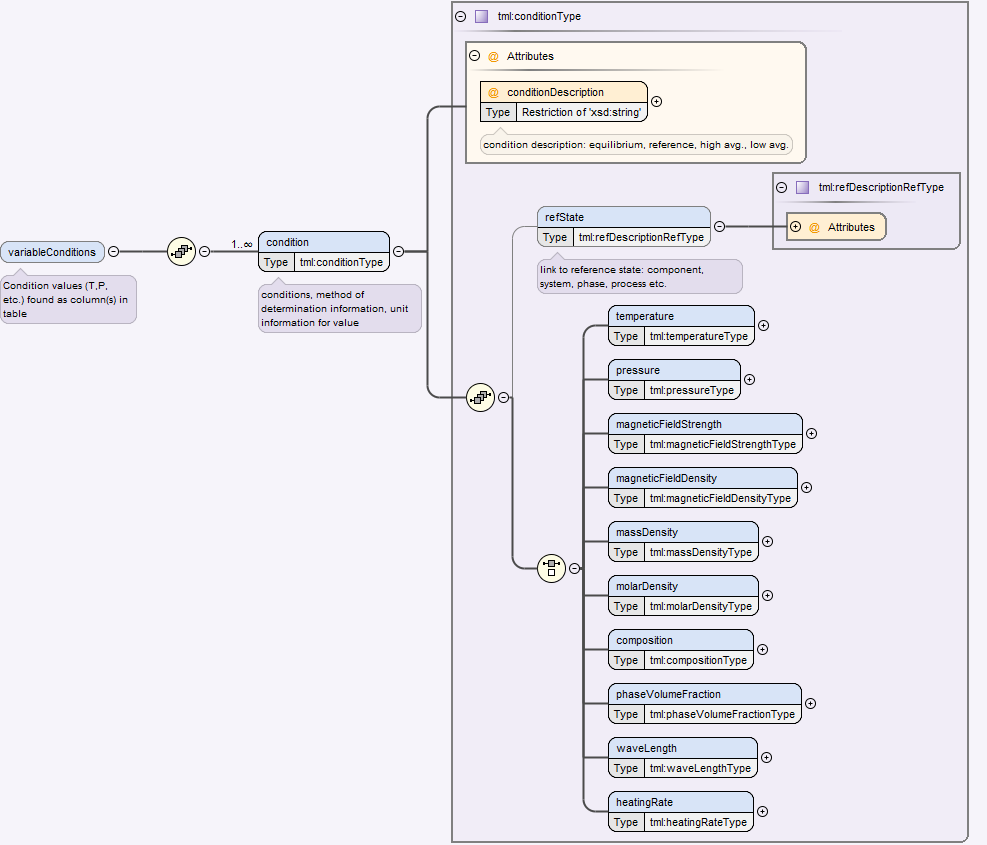 tml:conditionType
@ Attributes
@ conditionDescription
Type Restriction of 'xsd:string'
condition description: equilibrium, reference, high avg., low avg.
tml:refDescriptionRefType
@ Attributes
refState
Type tml:refDescriptionRefType
link to reference state: component,
system, phase, process etc.
variableConditions
Condition values (T,P,
etc.) found as column(s) in
table
1..∞
condition
Type tml:conditionType
conditions, method of
determination information, unit
information for value
temperature
Type tml:temperatureType
pressure
Type tml:pressureType
magneticFieldStrength
Type tml:magneticFieldStrengthType
magneticFieldDensity
Type tml:magneticFieldDensityType
massDensity
Type tml:massDensityType
molarDensity
Type tml:molarDensityType
composition
Type tml:compositionType
phaseVolumeFraction
Type tml:phaseVolumeFractionType
waveLength
Type tml:waveLengthType
heatingRate
Type tml:heatingRateType